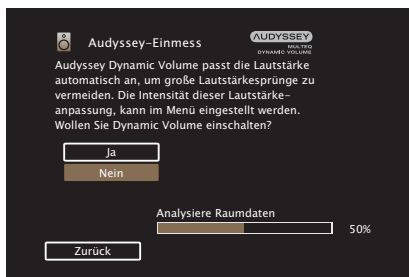 Audyssey-Einmess
AUDYSSEY
MULTEQ
DYNAMIC VOLUME
Audyssey Dynamic Volume passt die Lautstärke
automatisch an, um große Lautstärkesprünge zu
vermeiden. Die Intensität dieser Lautstärke-
anpassung, kann im Menü eingestellt werden.
Wollen Sie Dynamic Volume einschalten?
Ja
Nein
Analysiere Raumdaten
50%
Zurück